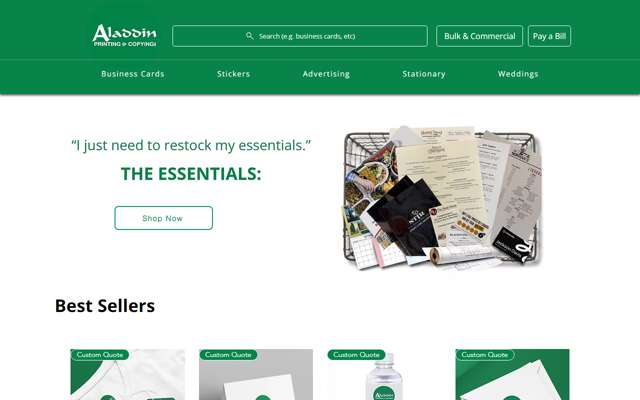 Aladdin
PRINTING & COPYING
Search (e.g. business cards, etc)
Bulk & Commercial
Pay a Bill
Business Cards
Stickers
Advertising
Stationary
Weddings
“I just need to restock my essentials.”
THE ESSENTIALS:
Shop Now
Best Sellers
Custom Quote
Custom Quote
Custom Quote
Custom Quote
ALADDIN